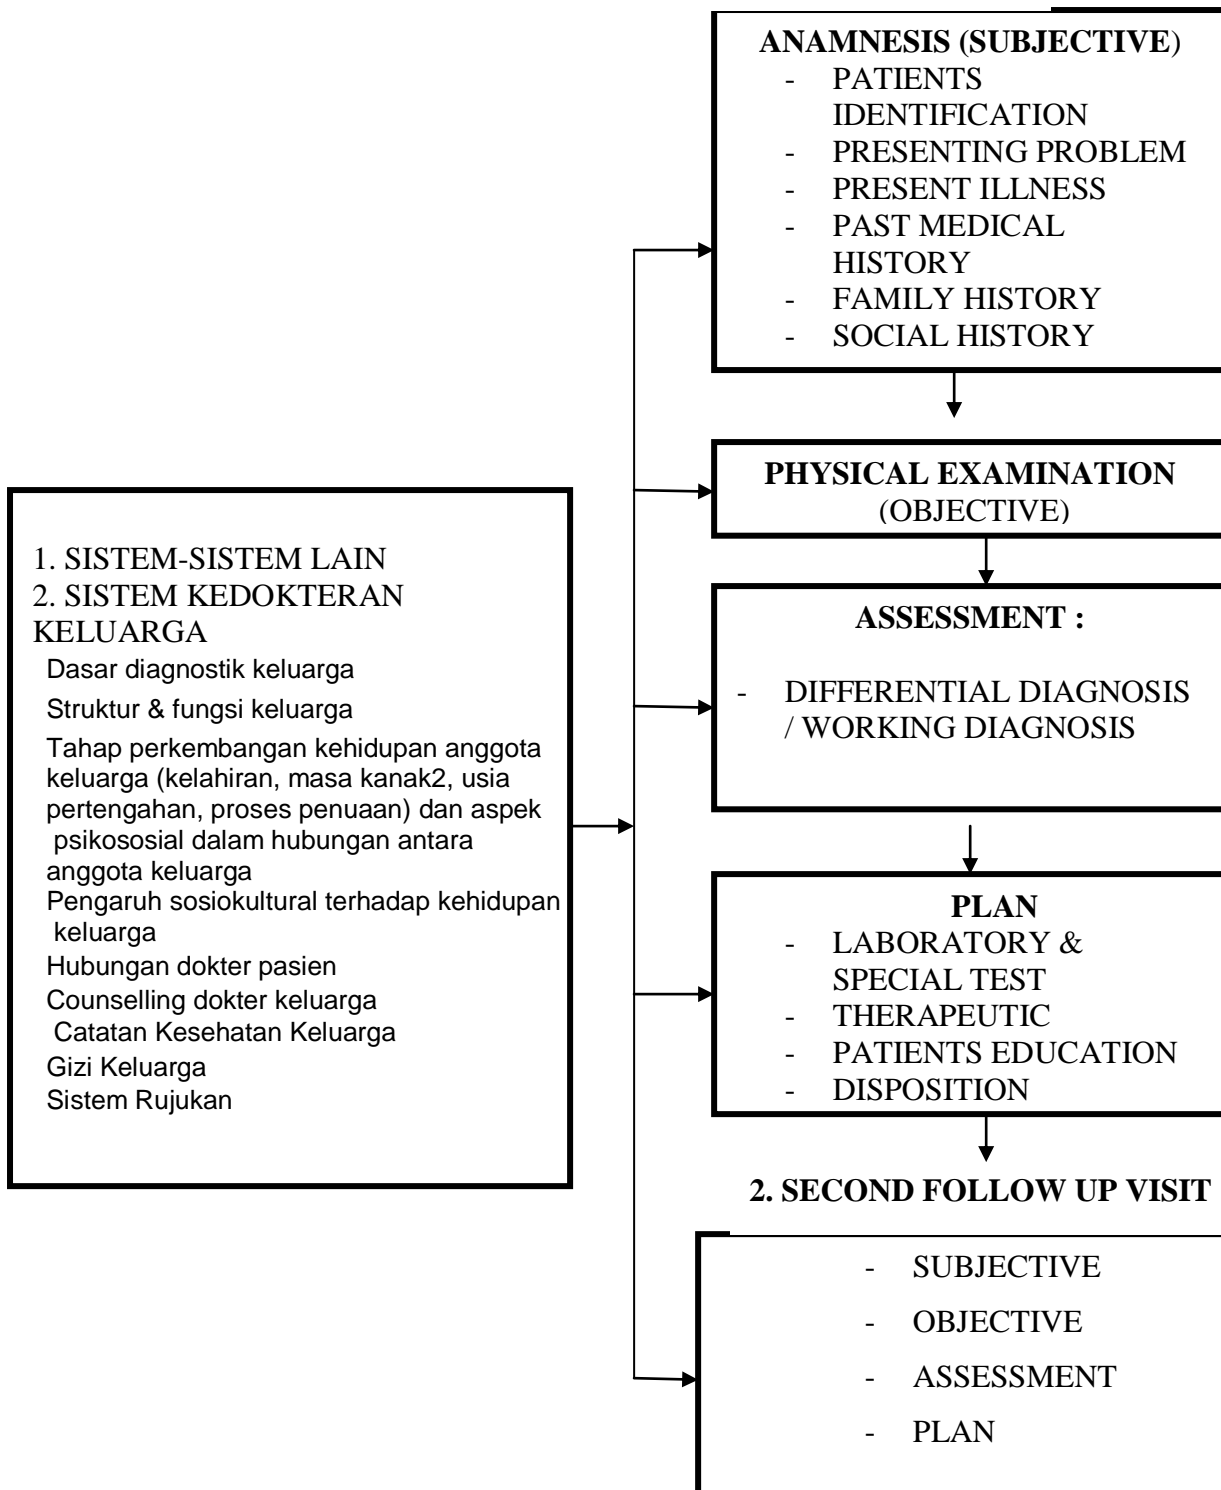 ANAMNESIS (SUBJECTIVE)
- PATIENTS
IDENTIFICATION
- PRESENTING PROBLEM
- PRESENT ILLNESS
- PAST MEDICAL
HISTORY
- FAMILY HISTORY
- SOCIAL HISTORY
PHYSICAL EXAMINATION
(OBJECTIVE)
1. SISTEM-SISTEM LAIN
2. SISTEM KEDOKTERAN
KELUARGA
Dasar diagnostik keluarga
Struktur & fungsi keluarga
Tahap perkembangan kehidupan anggota
keluarga (kelahiran, masa kanak2, usia
pertengahan, proses penuaan) dan aspek
psikososial dalam hubungan antara
anggota keluarga
Pengaruh sosiokultural terhadap kehidupan
keluarga
Hubungan dokter pasien
Counselling dokter keluarga
Catatan Kesehatan Keluarga
Gizi Keluarga
Sistem Rujukan
ASSESSMENT :
- DIFFERENTIAL DIAGNOSIS
/ WORKING DIAGNOSIS
PLAN
- LABORATORY &
SPECIAL TEST
- THERAPEUTIC
- PATIENTS EDUCATION
- DISPOSITION
2. SECOND FOLLOW UP VISIT
- SUBJECTIVE
- OBJECTIVE
- ASSESSMENT
- PLAN